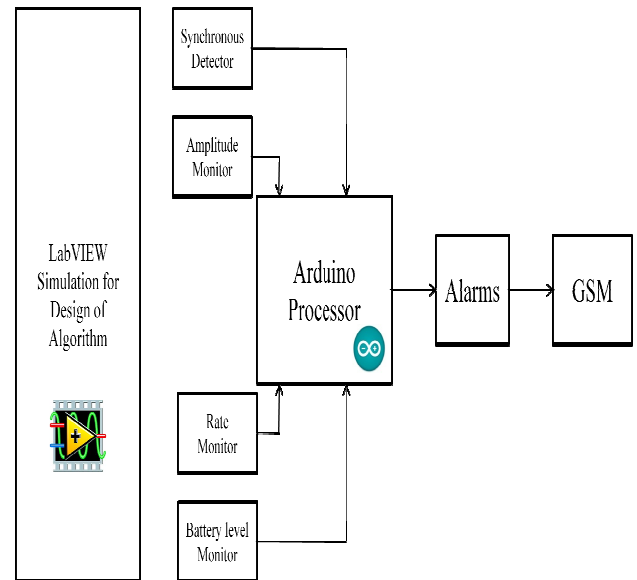 LabVIEW
Simulation for
Design of
Algorithm
Synchronous
Detector
Amplitude
Monitor
Arduino
Processor
Rate
Monitor
Battery level
Monitor
Alarms
GSM